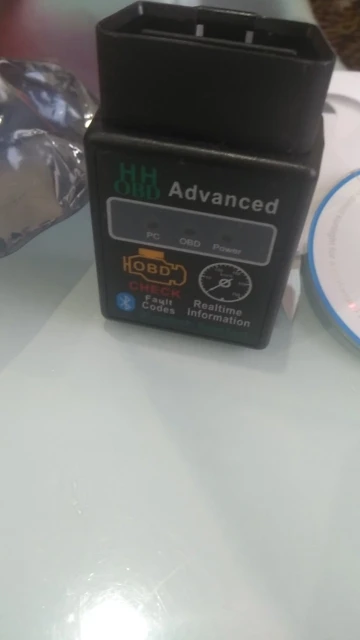 HH
OBD Advanced
PC OBD Power
OBD
CHECK
Fault
Codes
Realtime
Information